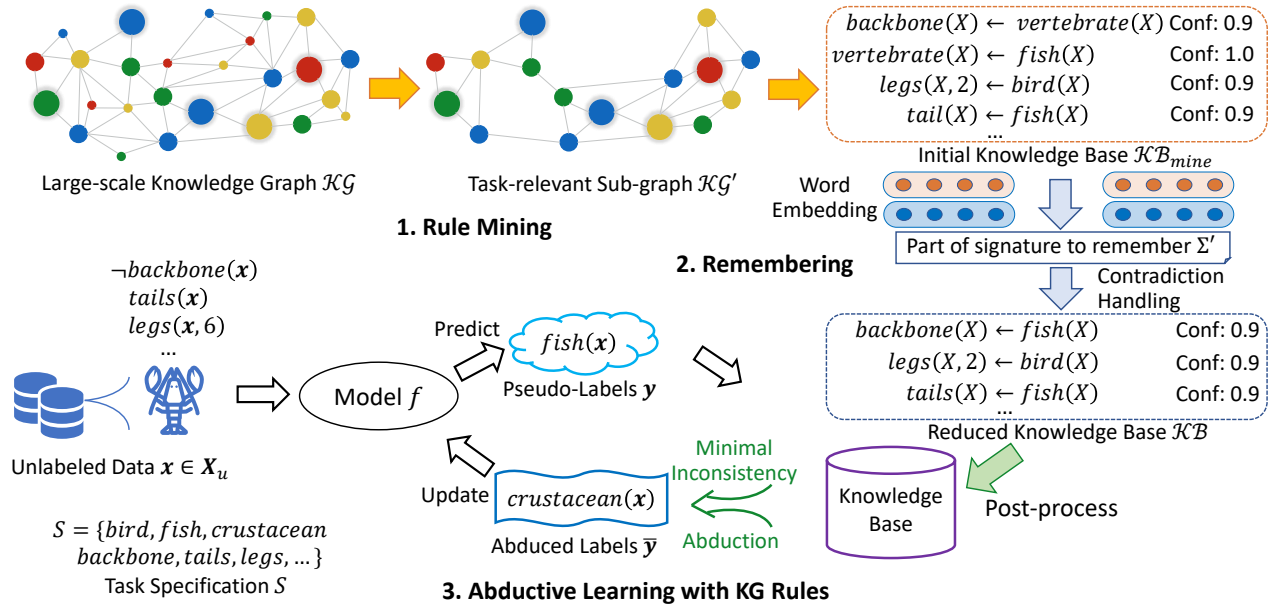 backbone(X) ← vertebrate(X) Conf: 0.9
vertebrate(X) ← fish(X) Conf: 1.0
legs(X, 2) ← bird(X) Conf: 0.9
tail(X) ← fish(X) Conf: 0.9
...
Initial Knowledge Base 𝒦ℬ_mine
Large-scale Knowledge Graph 𝒦𝒢
Task-relevant Sub-graph 𝒦𝒢′
1. Rule Mining
Word
Embedding
Part of signature to remember Σ′
2. Remembering
Contradiction
Handling
backbone(X) ← fish(X) Conf: 0.9
legs(X, 2) ← bird(X) Conf: 0.9
tails(X) ← fish(X) Conf: 0.9
...
Reduced Knowledge Base 𝒦ℬ
¬backbone(x)
tails(x)
legs(x, 6)
...
Unlabeled Data x ∈ X_u
Model f
Predict
fish(x)
Pseudo-Labels y
Minimal
Inconsistency
Abduction
Knowledge
Base
Post-process
Update
crustacean(x)
Abduced Labels ȳ
S = {bird, fish, crustacean
backbone, tails, legs, ... }
Task Specification S
3. Abductive Learning with KG Rules